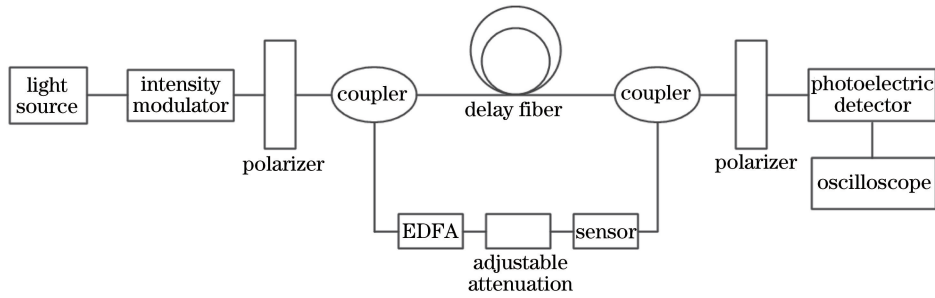 light
source
intensity
modulator
polarizer
coupler
delay fiber
coupler
polarizer
photoelectric
detector
oscilloscope
EDFA
adjustable
attenuation
sensor